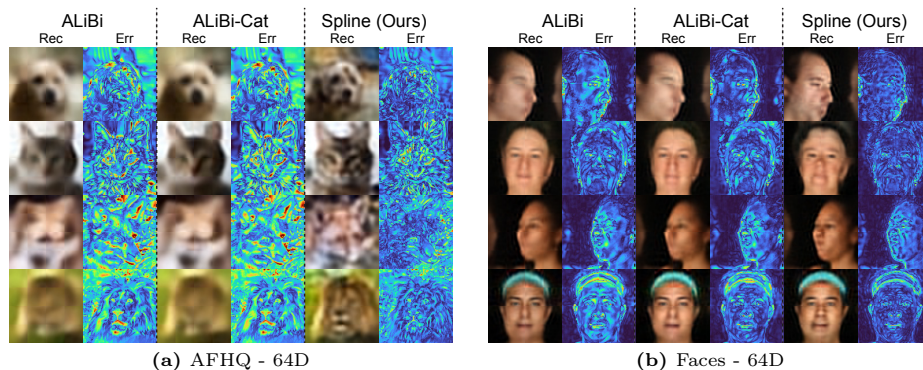 ALiBi ALiBi-Cat Spline (Ours)
Rec Err Rec Err Rec Err
(a) AFHQ - 64D
ALiBi ALiBi-Cat Spline (Ours)
Rec Err Rec Err Rec Err
(b) Faces - 64D